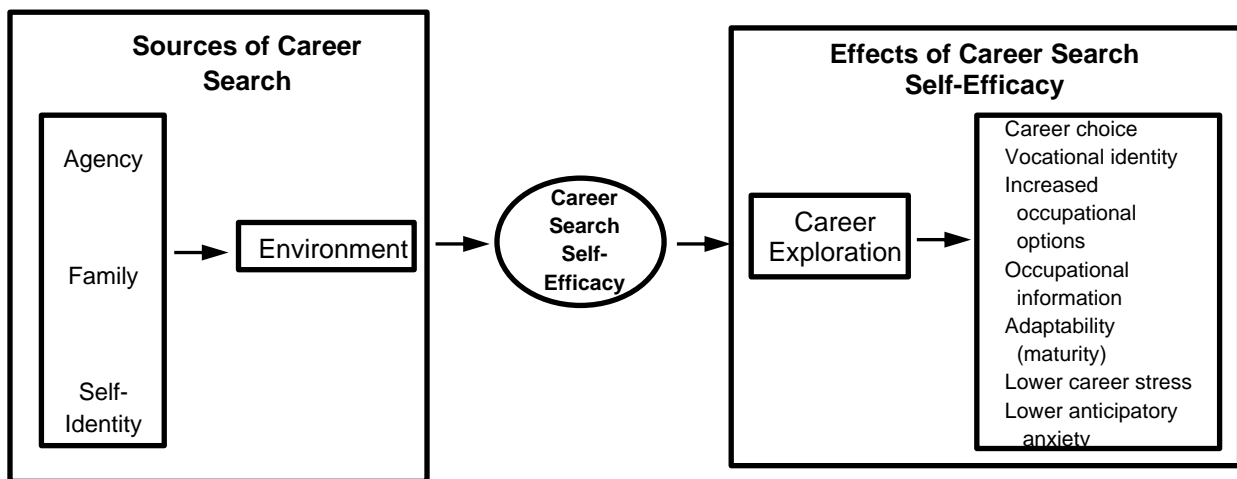 Sources of Career
Search
Agency
Family
Self-
Identity
Environment
Career
Search
Self-
Efficacy
Effects of Career Search
Self-Efficacy
Career
Exploration
Career choice
Vocational identity
Increased
occupational
options
Occupational
information
Adaptability
(maturity)
Lower career stress
Lower anticipatory
anxiety